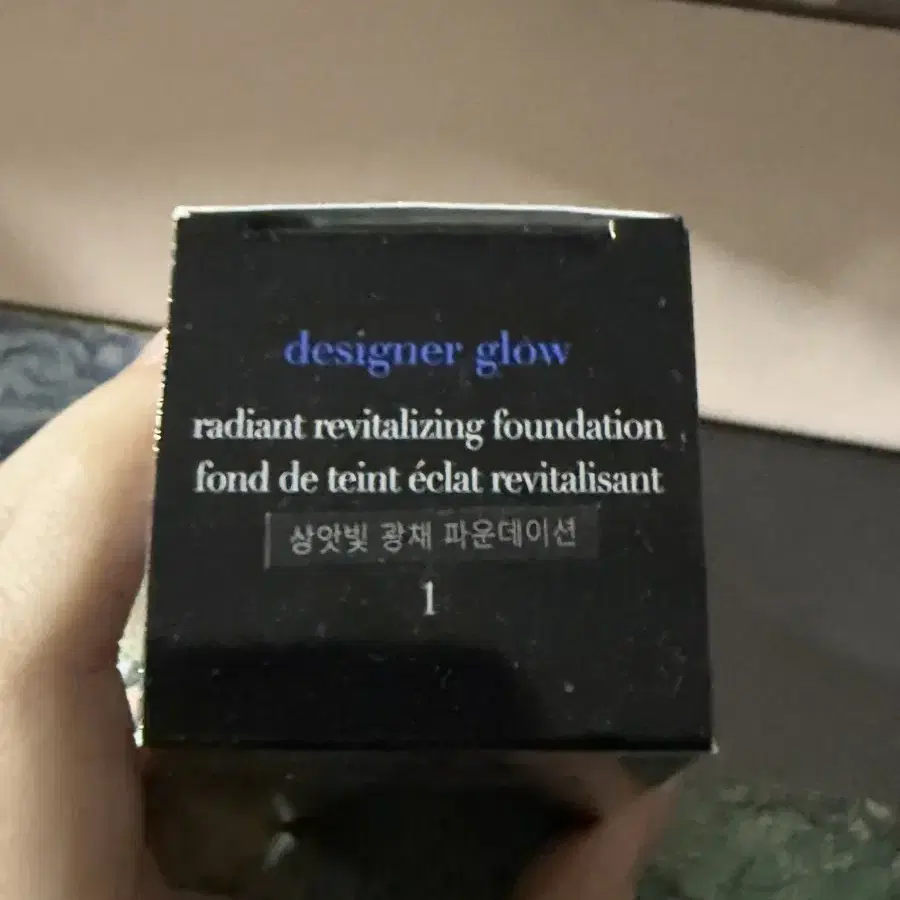 designer glow
radiant revitalizing foundation
fond de teint éclat revitalisant
상앗빛 광채 파운데이션
1